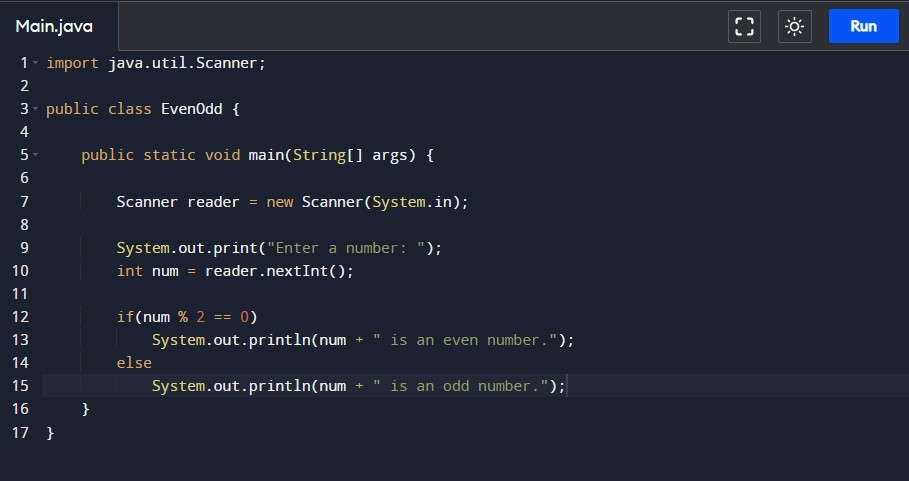 Main.java
Run
1 import java.util.Scanner;
2
3 public class EvenOdd {
4
5     public static void main(String[] args) {
6
7         Scanner reader = new Scanner(System.in);
8
9         System.out.print("Enter a number: ");
10         int num = reader.nextInt();
11
12         if(num % 2 == 0)
13             System.out.println(num + " is an even number.");
14         else
15             System.out.println(num + " is an odd number.");
16     }
17 }